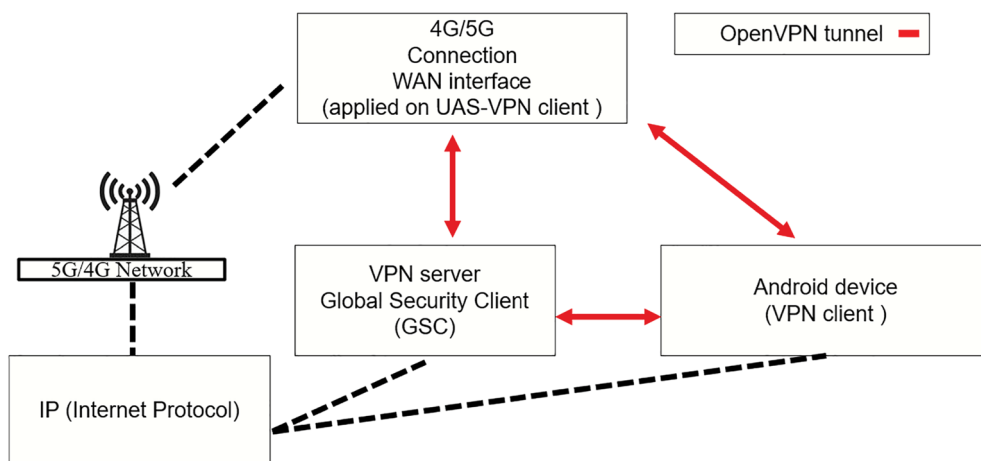 4G/5G
Connection
WAN interface
(applied on UAS-VPN client )
OpenVPN tunnel
5G/4G Network
VPN server
Global Security Client
(GSC)
Android device
(VPN client )
IP (Internet Protocol)